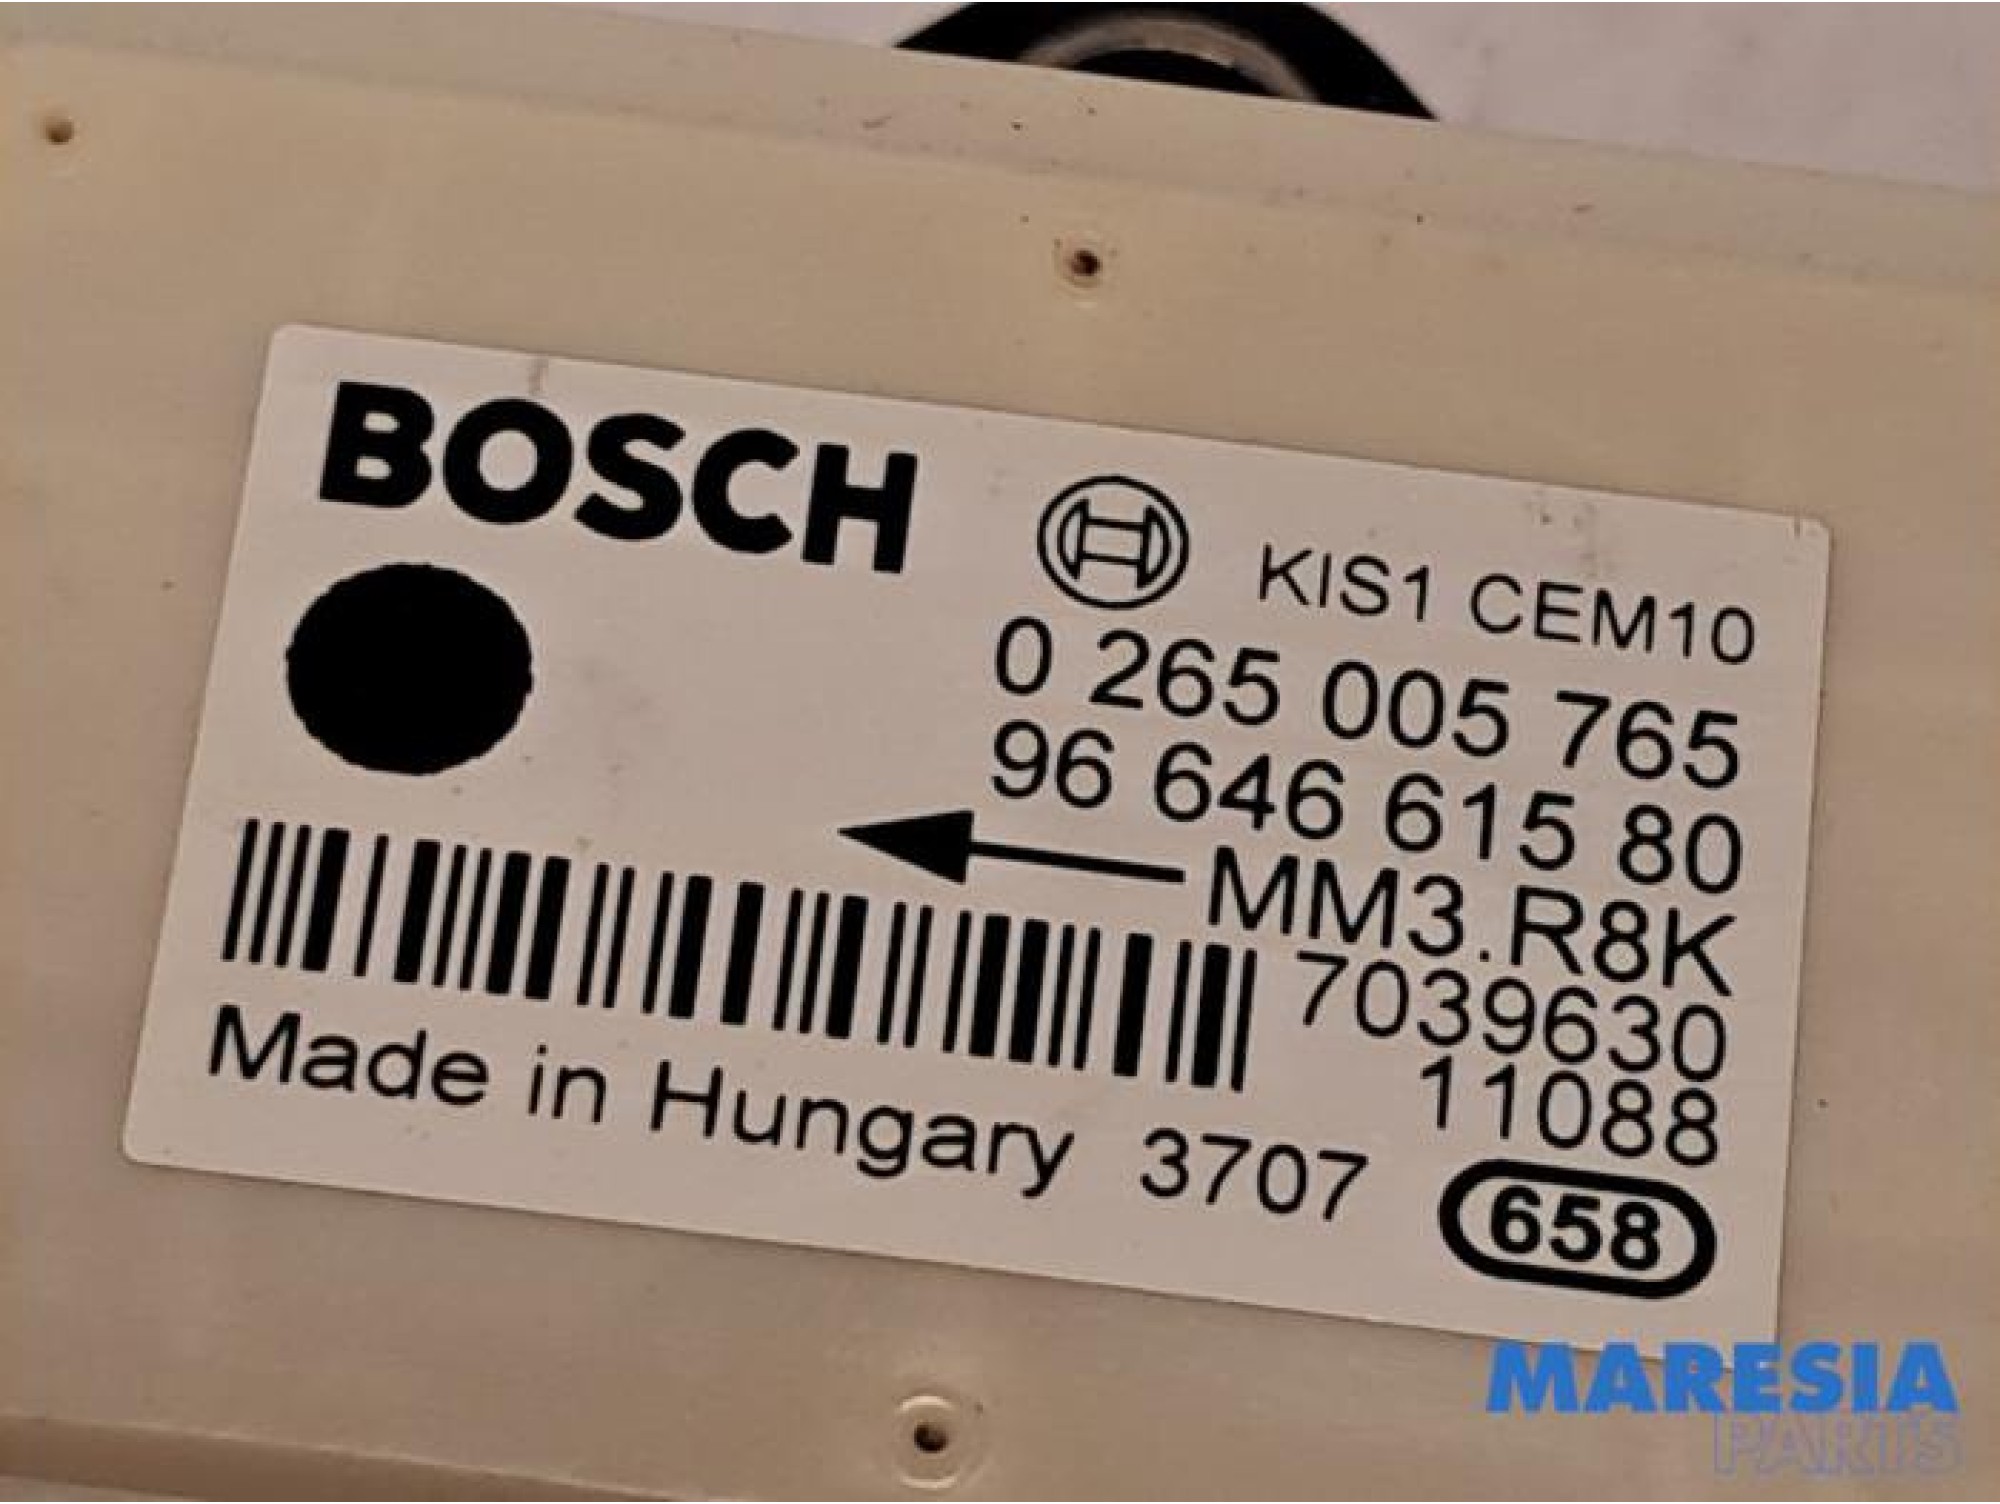 BOSCH
KIS1 CEM10
0 265 005 765
96 646 615 80
MM3.R8K
7039630
11088
Made in Hungary 3707
658
MARESIA
PARTS